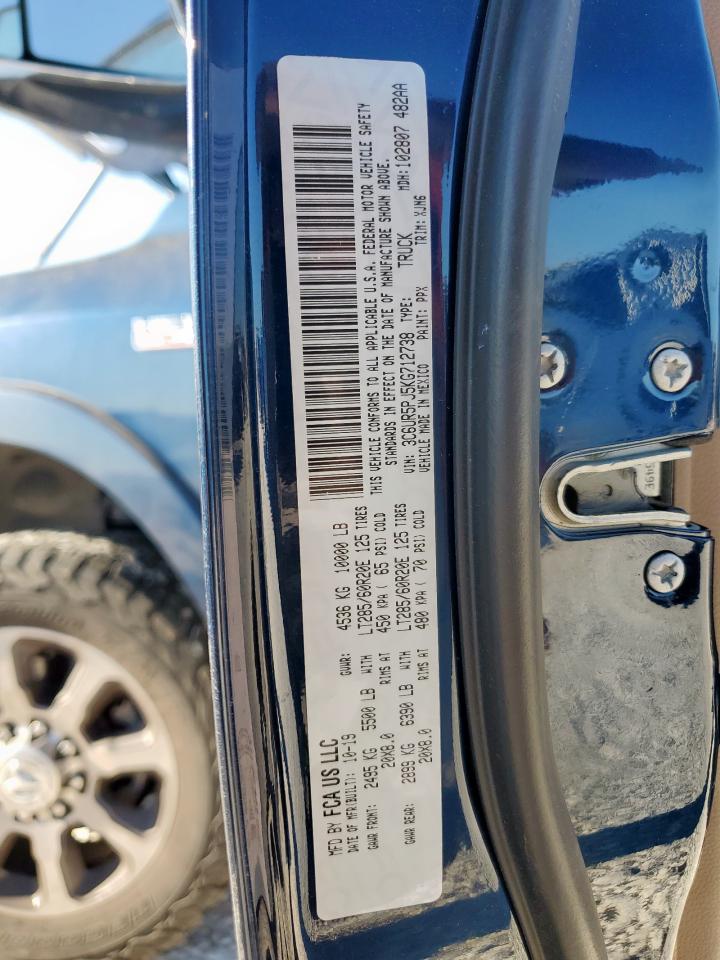 MFD BY FCA US LLC
DATE OF MFR(BUILT): 10-19 GVWR: 4536 KG 10000 LB
GAWR FRONT: 2495 KG 5500 LB WITH LT285/60R20E 125 TIRES
20X8.0 RIMS AT 450 KPA ( 65 PSI) COLD
GAWR REAR: 2899 KG 6390 LB WITH LT285/60R20E 125 TIRES
20X8.0 RIMS AT 480 KPA ( 70 PSI) COLD
THIS VEHICLE CONFORMS TO ALL APPLICABLE U.S.A. FEDERAL MOTOR VEHICLE SAFETY
STANDARDS IN EFFECT ON THE DATE OF MANUFACTURE SHOWN ABOVE.
VIN: 3C6UR5PJ5KG712738 TYPE: TRUCK MDH: 102807 482AA
VEHICLE MADE IN MEXICO PAINT: PPX TRIM: XJM6